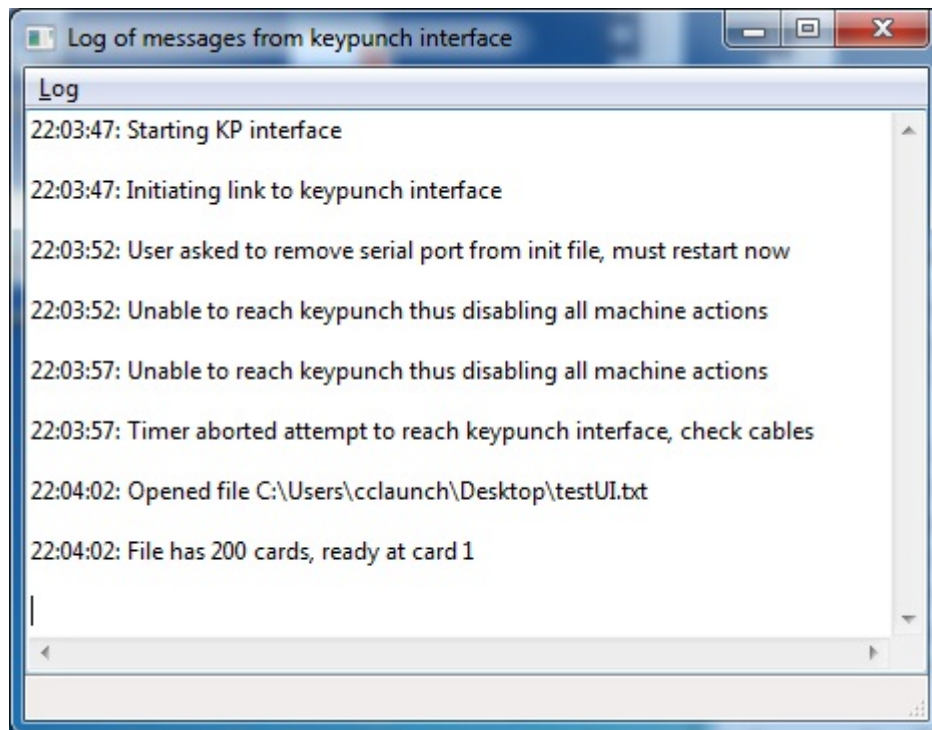 Log of messages from keypunch interface
Log
22:03:47: Starting KP interface
22:03:47: Initiating link to keypunch interface
22:03:52: User asked to remove serial port from init file, must restart now
22:03:52: Unable to reach keypunch thus disabling all machine actions
22:03:57: Unable to reach keypunch thus disabling all machine actions
22:03:57: Timer aborted attempt to reach keypunch interface, check cables
22:04:02: Opened file C:\Users\cclaunch\Desktop\testUI.txt
22:04:02: File has 200 cards, ready at card 1